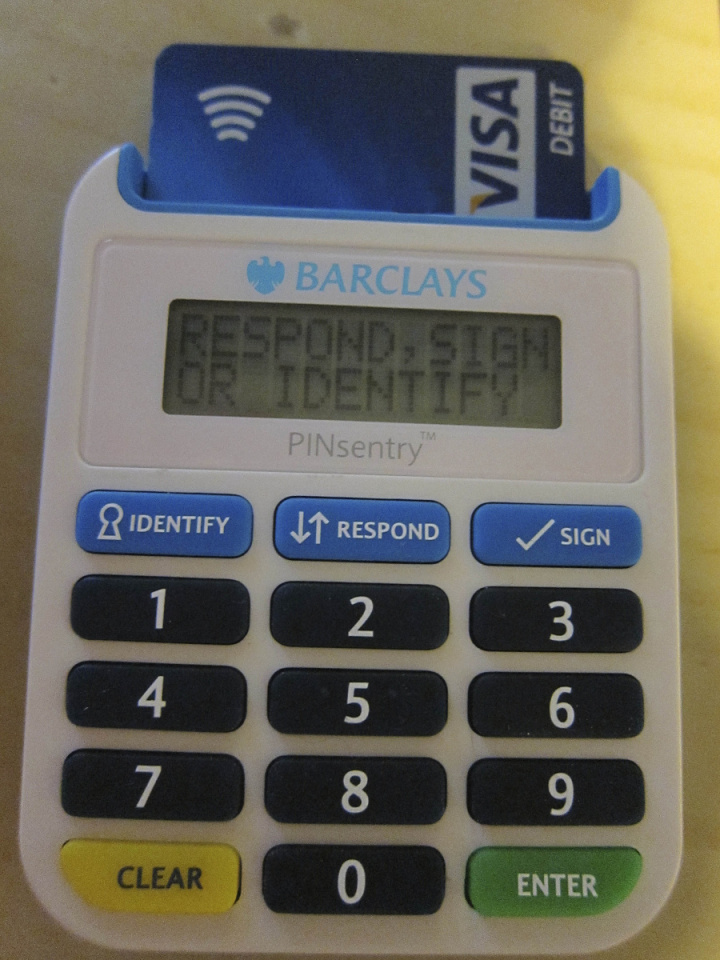 VISA
DEBIT
BARCLAYS
RESPOND,SIGN
OR IDENTIFY
PINsentry™
IDENTIFY
RESPOND
SIGN
1
2
3
4
5
6
7
8
9
CLEAR
0
ENTER